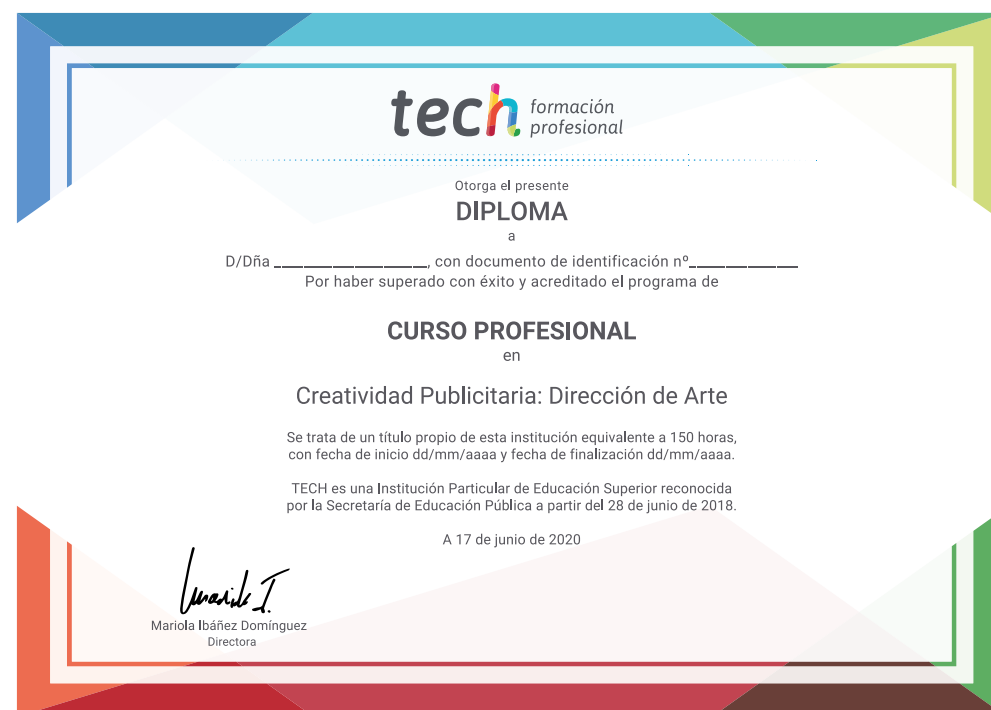 tech formación
profesional
Otorga el presente
DIPLOMA
a
D/Dña ____________________, con documento de identificación nº______________
Por haber superado con éxito y acreditado el programa de
CURSO PROFESIONAL
en
Creatividad Publicitaria: Dirección de Arte
Se trata de un título propio de esta institución equivalente a 150 horas,
con fecha de inicio dd/mm/aaaa y fecha de finalización dd/mm/aaaa.
TECH es una Institución Particular de Educación Superior reconocida
por la Secretaría de Educación Pública a partir del 28 de junio de 2018.
A 17 de junio de 2020
Mariola I.
Mariola Ibáñez Domínguez
Directora